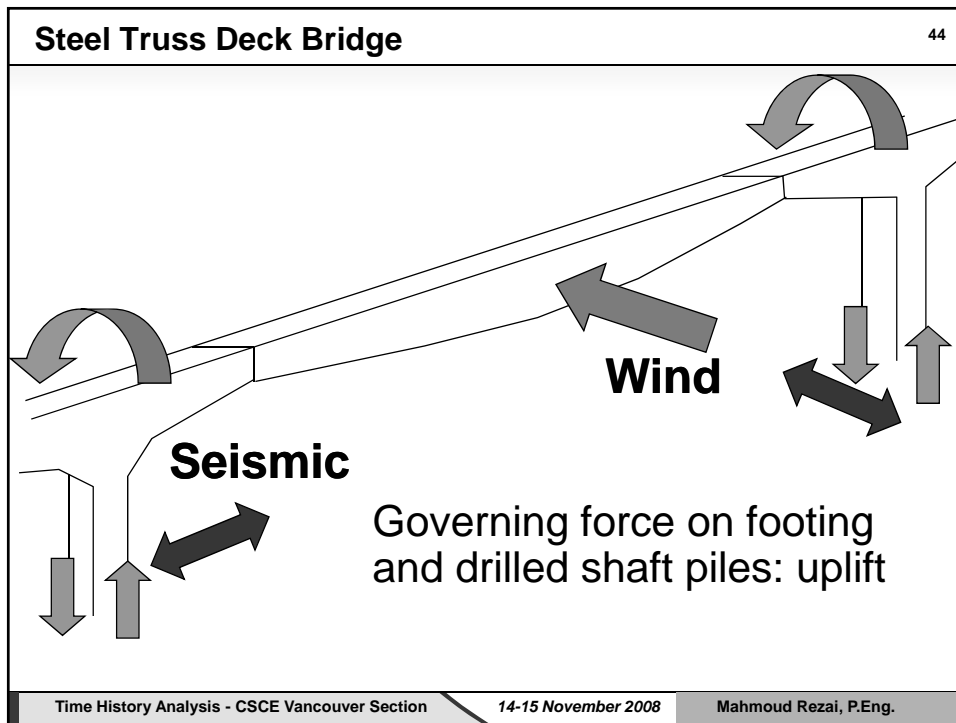 Steel Truss Deck Bridge
44
Wind
Seismic
Governing force on footing
and drilled shaft piles: uplift
Time History Analysis - CSCE Vancouver Section
14-15 November 2008
Mahmoud Rezai, P.Eng.